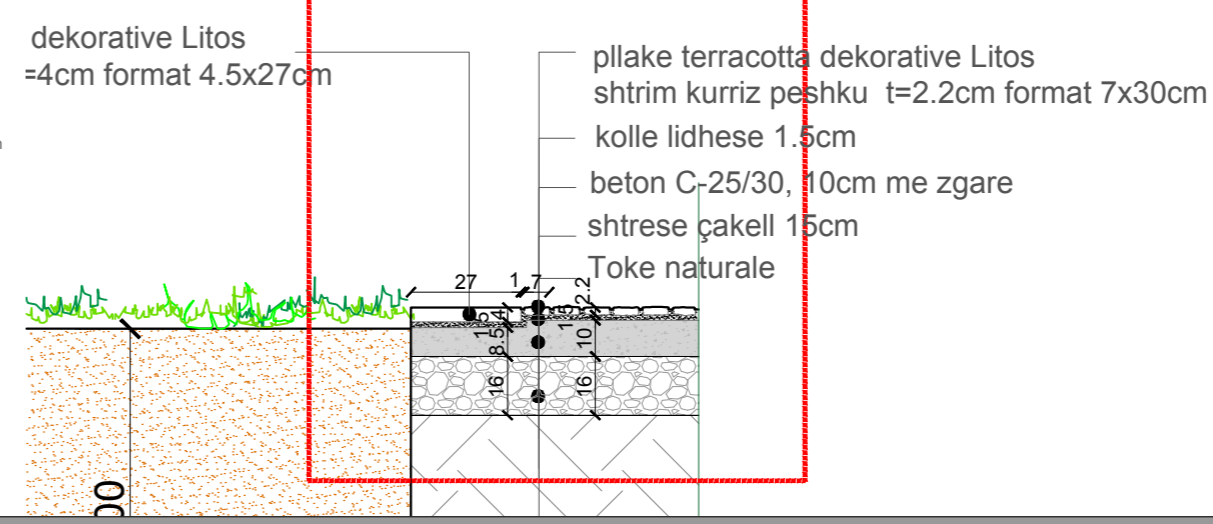 dekorative Litos
=4cm format 4.5x27cm
pllake terracotta dekorative Litos
shtrim kurriz peshku t=2.2cm format 7x30cm
kolle lidhese 1.5cm
beton C-25/30, 10cm me zgare
shtrese çakell 15cm
Toke naturale
27 1 7
4 1.5 2.2
1.5
8.5 10
16 16
00